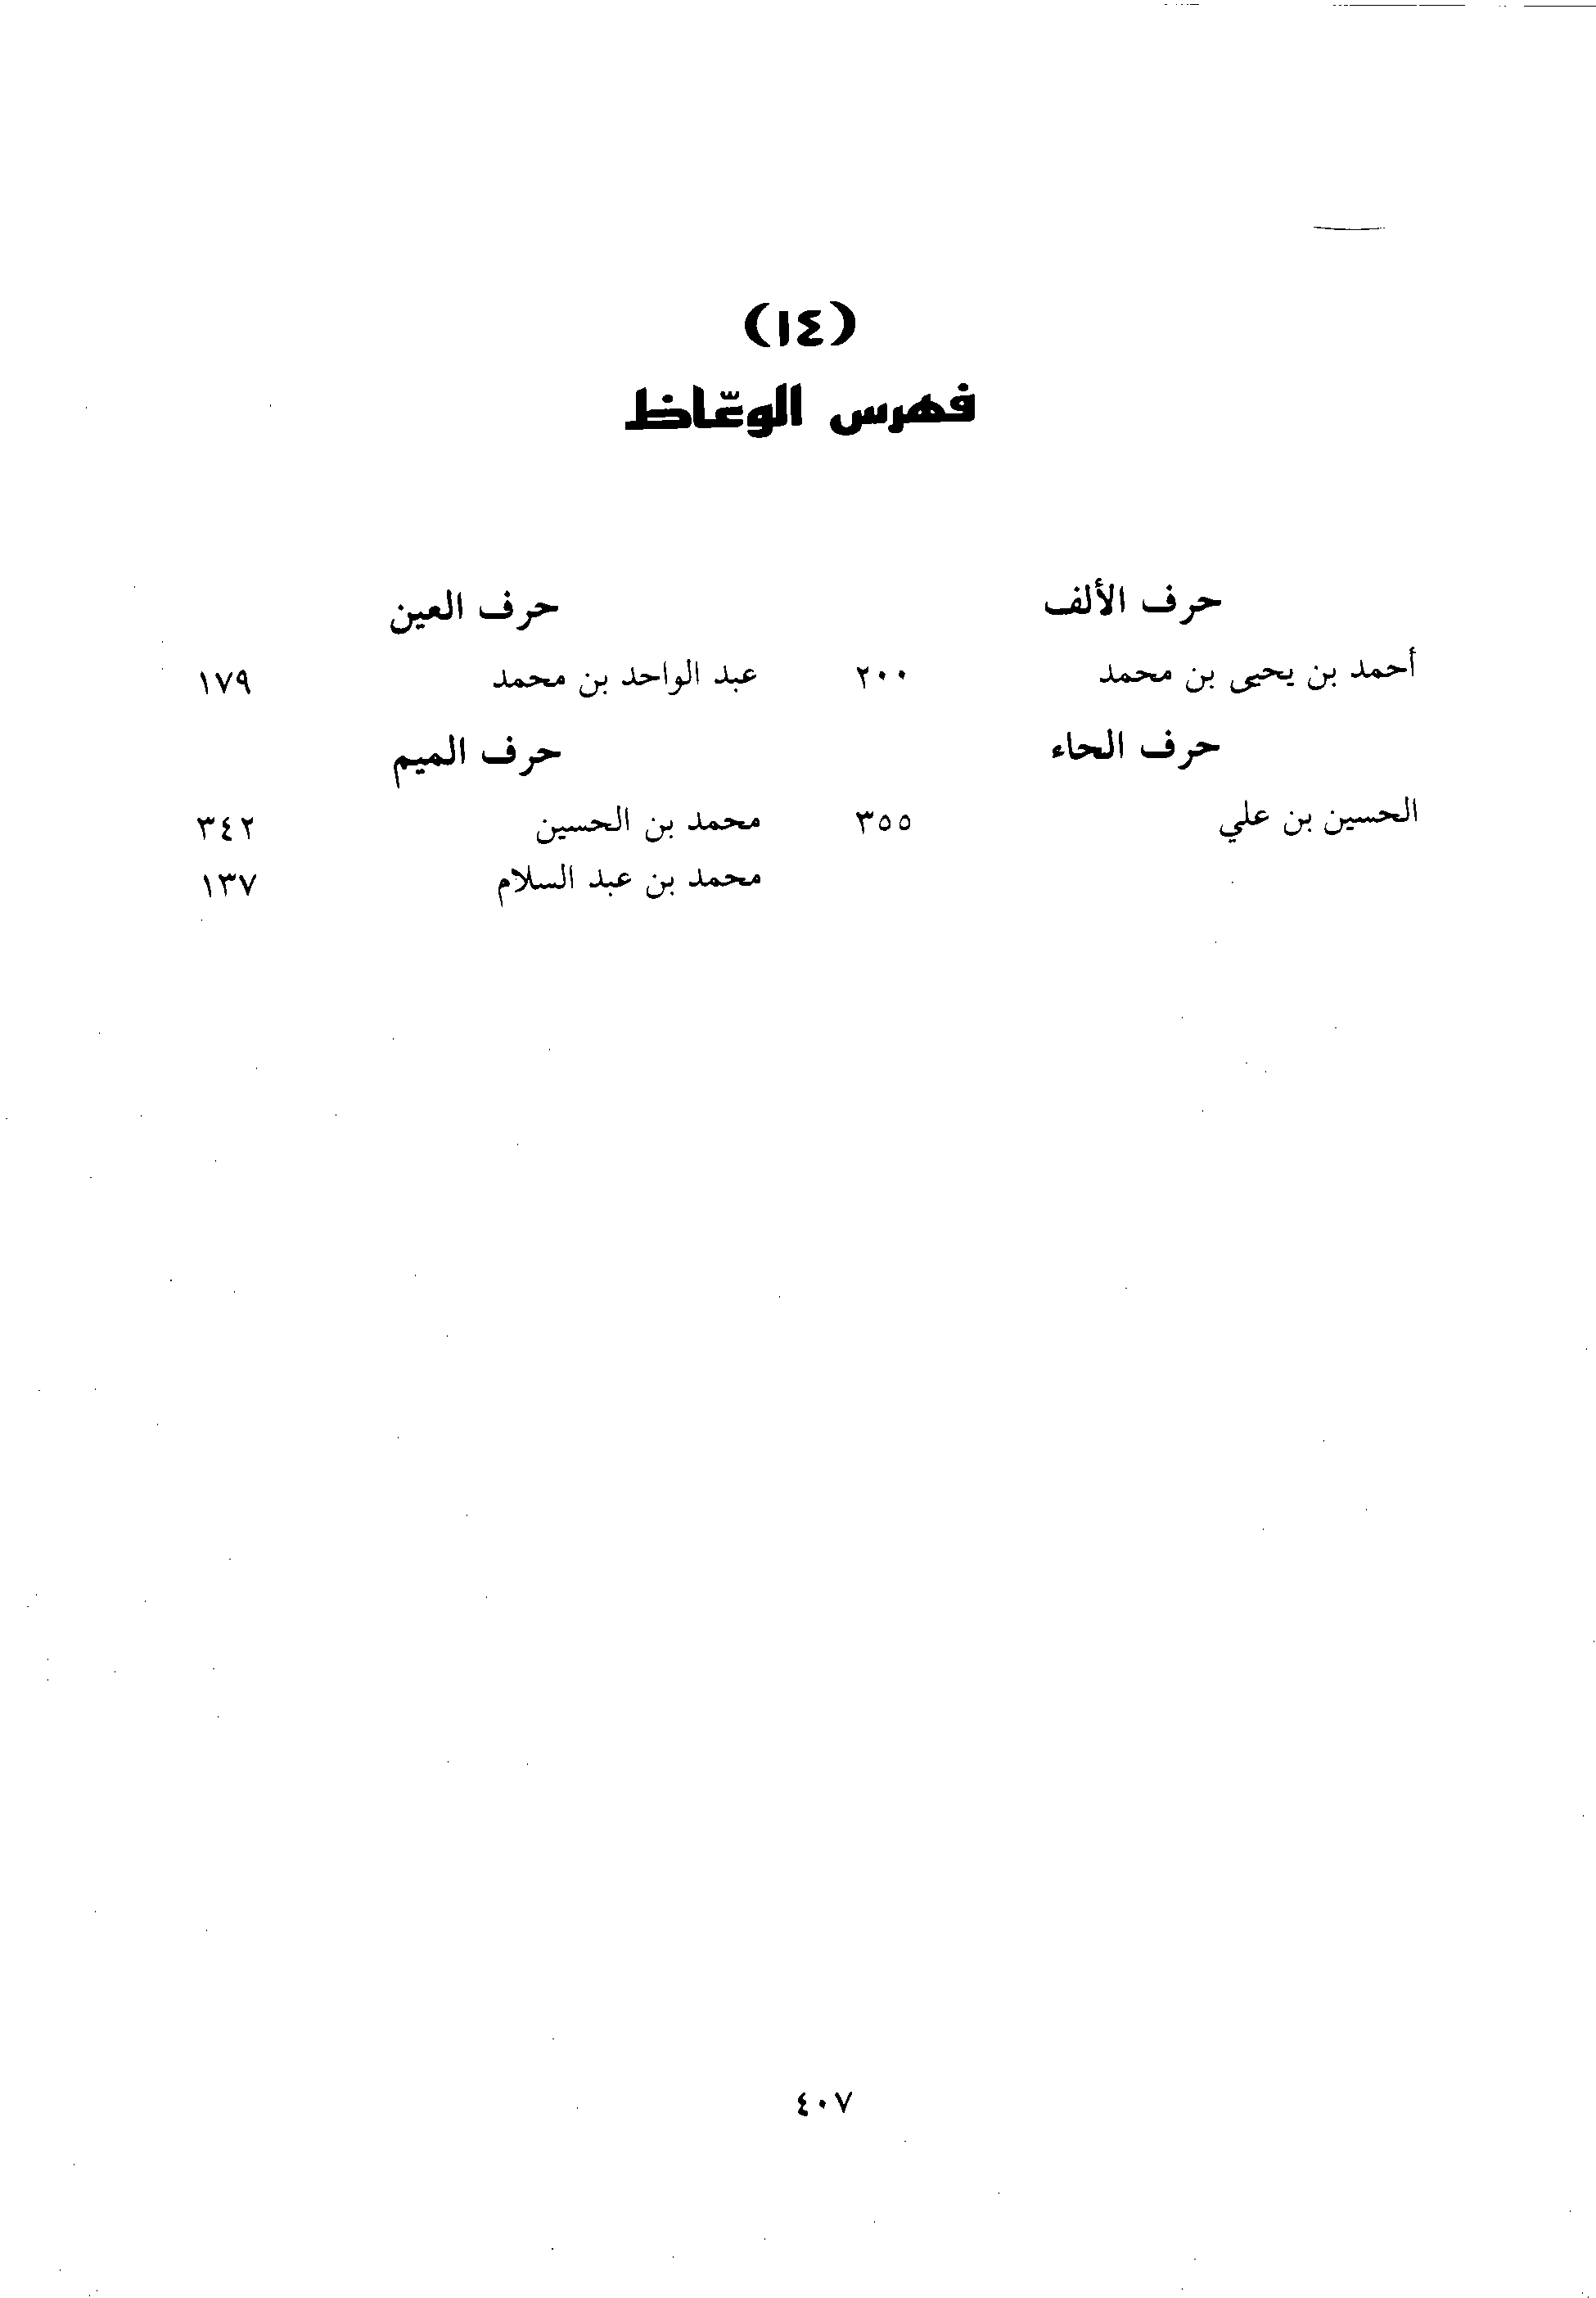 (١٤)
فهرس الوعّاظ
حرف الألف
أحمد بن يحيى بن محمد ٢٠٠
حرف الحاء
الحسين بن علي ٣٥٥
حرف العين
عبد الواحد بن محمد ١٧٩
حرف الميم
محمد بن الحسين ٣٤٢
محمد بن عبد السلام ١٣٧
٤٠٧